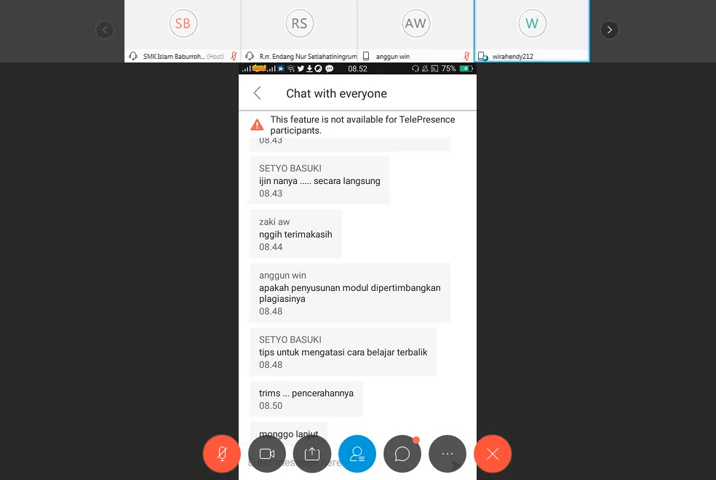 SB
RS
AW
W
SMK Islam Baburroh... (Host)
R.rr. Endang Nur Setiahatiningrum
anggun win
wirahendy212
08.52
75%
Chat with everyone
This feature is not available for TelePresence
participants.
08.43
SETYO BASUKI
ijin nanya ..... secara langsung
08.43
zaki aw
nggih terimakasih
08.44
anggun win
apakah penyusunan modul dipertimbangkan
plagiasinya
08.48
SETYO BASUKI
tips untuk mengatasi cara belajar terbalik
08.48
trims ... pencerahannya
08.50
monggo lanjut